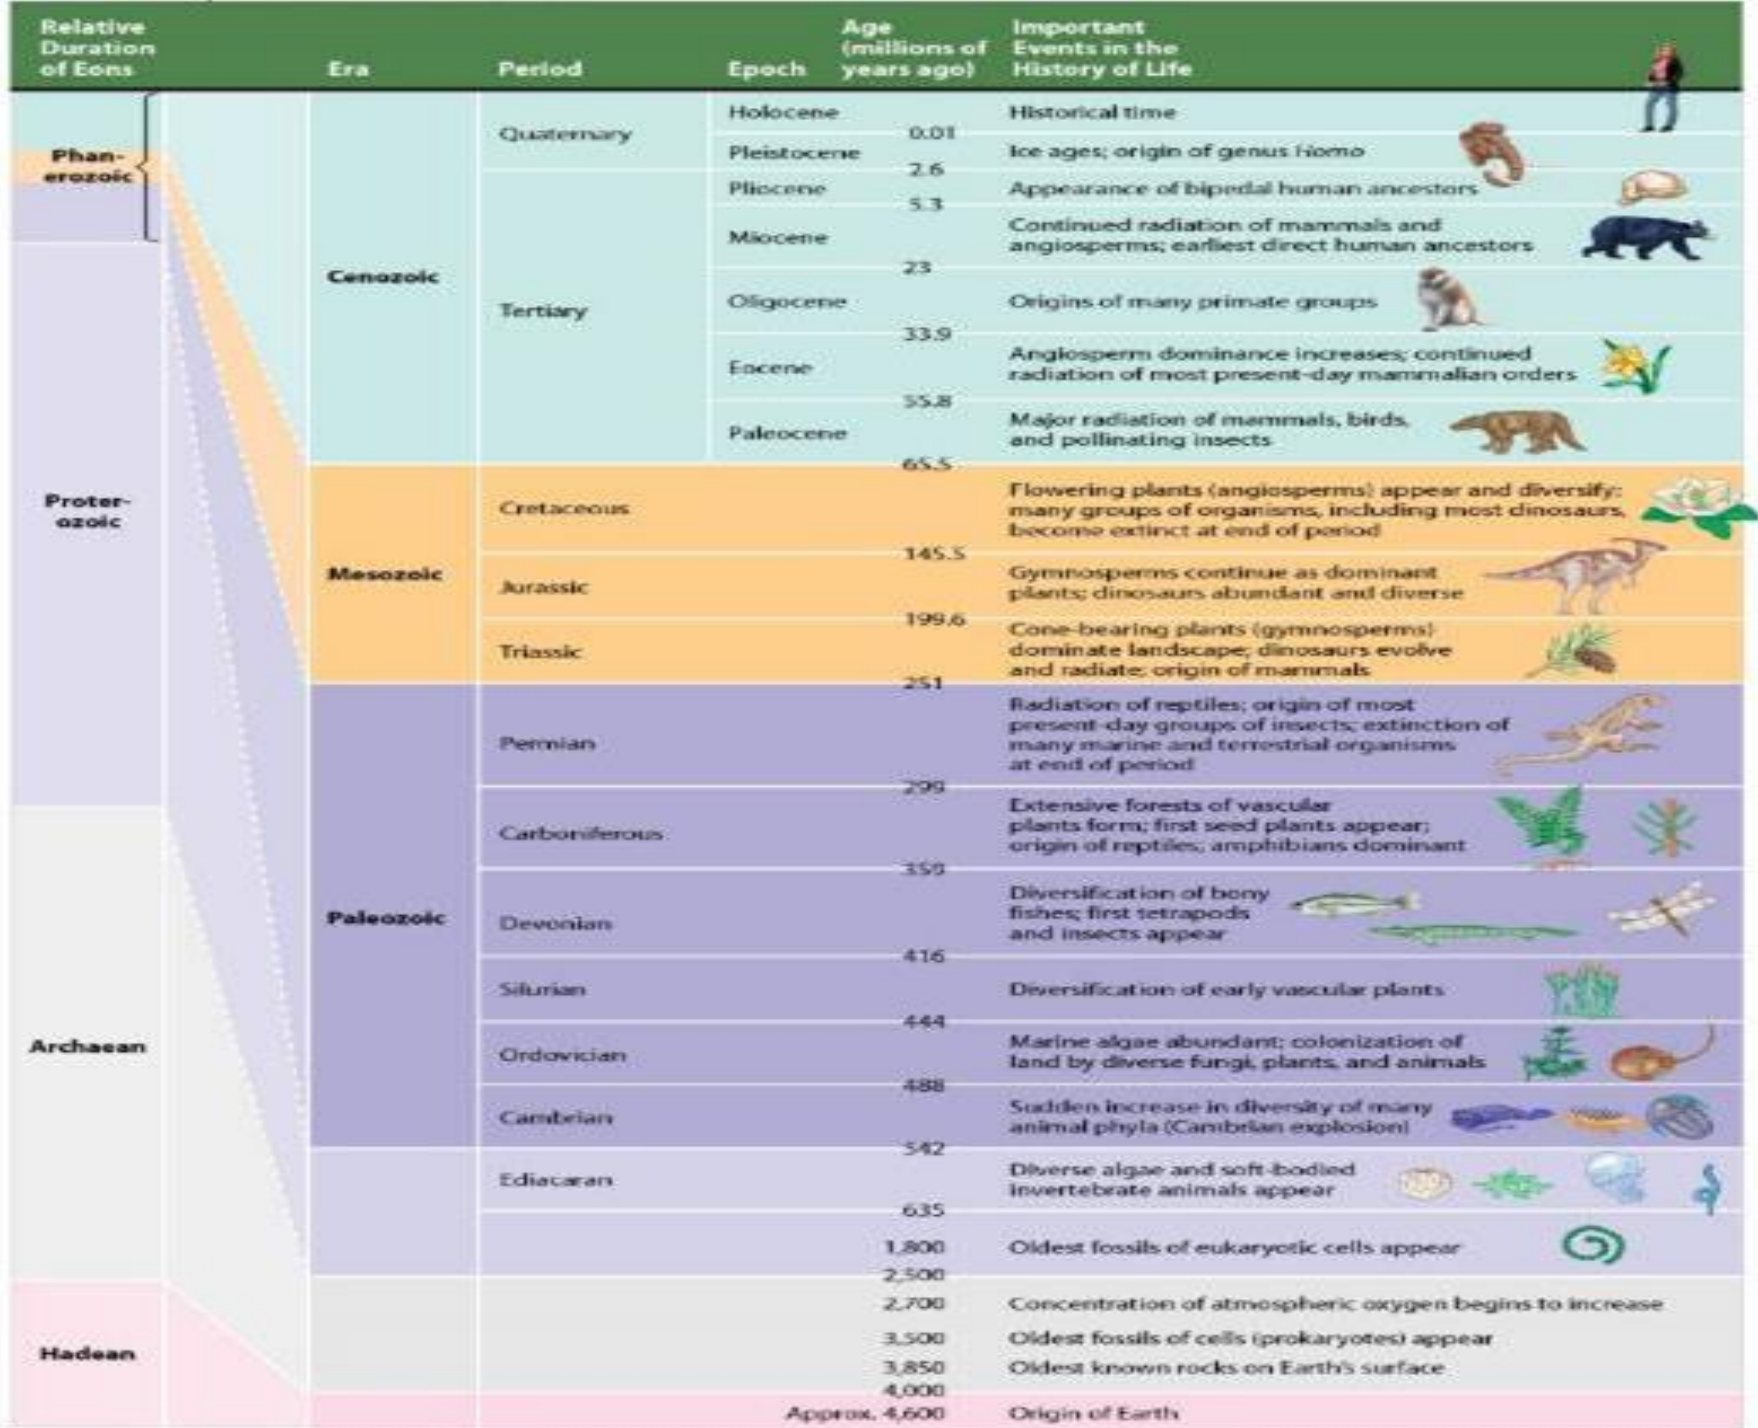 Relative
Duration
of Eons
Era
Period
Epoch
Age
(millions of
years ago)
Important
Events in the
History of Life
Phan-
erozoic
Proter-
ozoic
Archaean
Hadean
Cenozoic
Quaternary
Holocene
Historical time
0.01
Pleistocene
Ice ages; origin of genus Homo
2.6
Tertiary
Pliocene
Appearance of bipedal human ancestors
5.3
Miocene
Continued radiation of mammals and
angiosperms; earliest direct human ancestors
23
Oligocene
Origins of many primate groups
33.9
Eocene
Angiosperm dominance increases; continued
radiation of most present-day mammalian orders
55.8
Paleocene
Major radiation of mammals, birds,
and pollinating insects
65.5
Mesozoic
Cretaceous
Flowering plants (angiosperms) appear and diversify;
many groups of organisms, including most dinosaurs,
become extinct at end of period
145.5
Jurassic
Gymnosperms continue as dominant
plants; dinosaurs abundant and diverse
199.6
Triassic
Cone-bearing plants (gymnosperms)
dominate landscape; dinosaurs evolve
and radiate; origin of mammals
251
Paleozoic
Permian
Radiation of reptiles; origin of most
present-day groups of insects; extinction of
many marine and terrestrial organisms
at end of period
299
Carboniferous
Extensive forests of vascular
plants form; first seed plants appear;
origin of reptiles; amphibians dominant
359
Devonian
Diversification of bony
fishes; first tetrapods
and insects appear
416
Silurian
Diversification of early vascular plants
444
Ordovician
Marine algae abundant; colonization of
land by diverse fungi, plants, and animals
488
Cambrian
Sudden increase in diversity of many
animal phyla (Cambrian explosion)
542
Ediacaran
Diverse algae and soft-bodied
invertebrate animals appear
635
1,800
Oldest fossils of eukaryotic cells appear
2,500
2,700
Concentration of atmospheric oxygen begins to increase
3,500
Oldest fossils of cells (prokaryotes) appear
3,850
Oldest known rocks on Earth's surface
4,000
Approx. 4,600
Origin of Earth